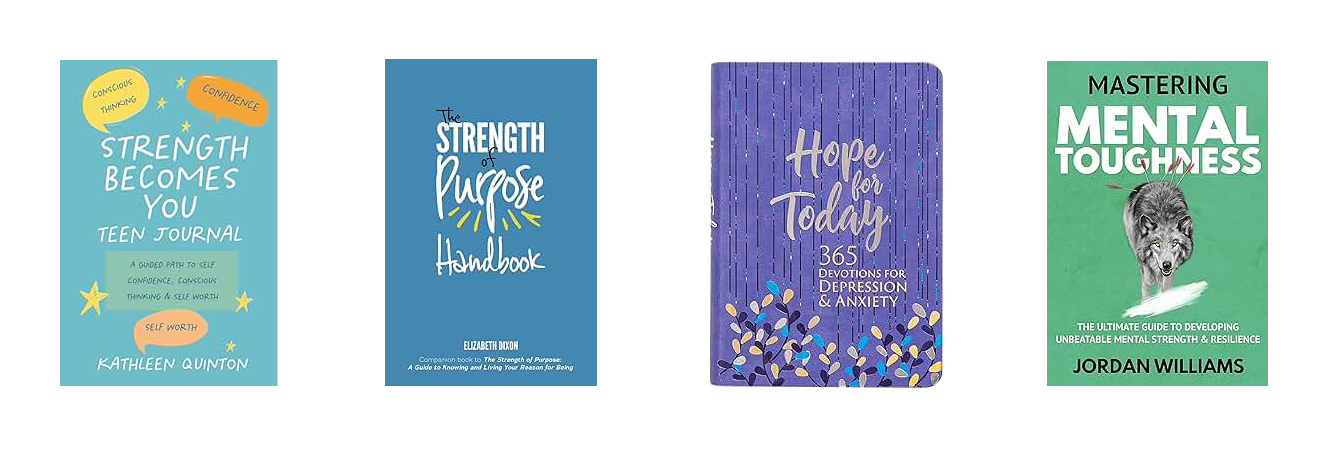 CONSCIOUS
THINKING
CONFIDENCE
STRENGTH
BECOMES
YOU
TEEN JOURNAL
A GUIDED PATH TO SELF
CONFIDENCE, CONSCIOUS
THINKING & SELF WORTH
SELF WORTH
KATHLEEN QUINTON
The
STRENGTH
of
Purpose
Handbook
ELIZABETH DIXON
Companion book to The Strength of Purpose:
A Guide to Knowing and Living Your Reason for Being
Hope
for
Today
365
DEVOTIONS FOR
DEPRESSION
& ANXIETY
MASTERING
MENTAL
TOUGHNESS
THE ULTIMATE GUIDE TO DEVELOPING
UNBEATABLE MENTAL STRENGTH & RESILIENCE
JORDAN WILLIAMS